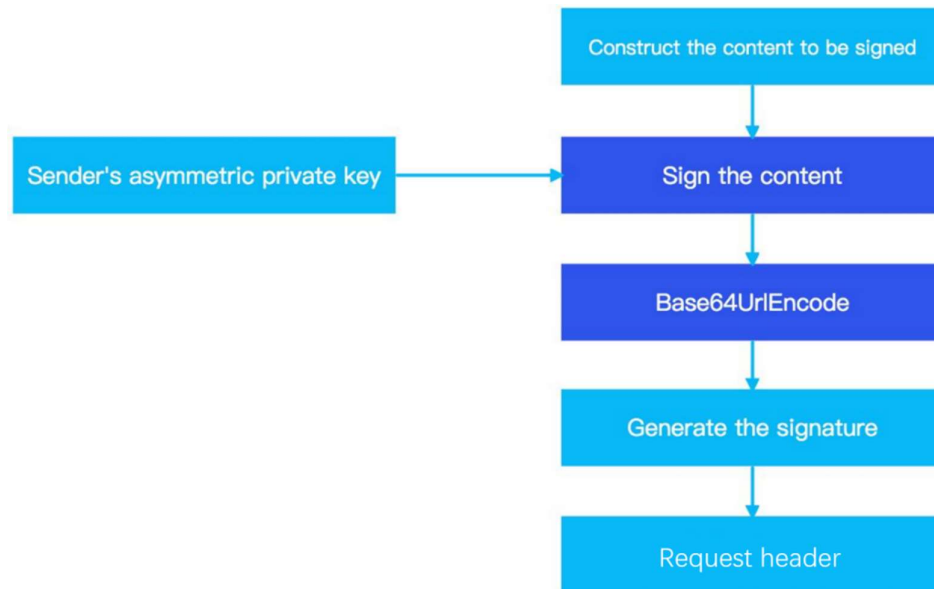 Construct the content to be signed
Sender's asymmetric private key
Sign the content
Base64UrlEncode
Generate the signature
Request header